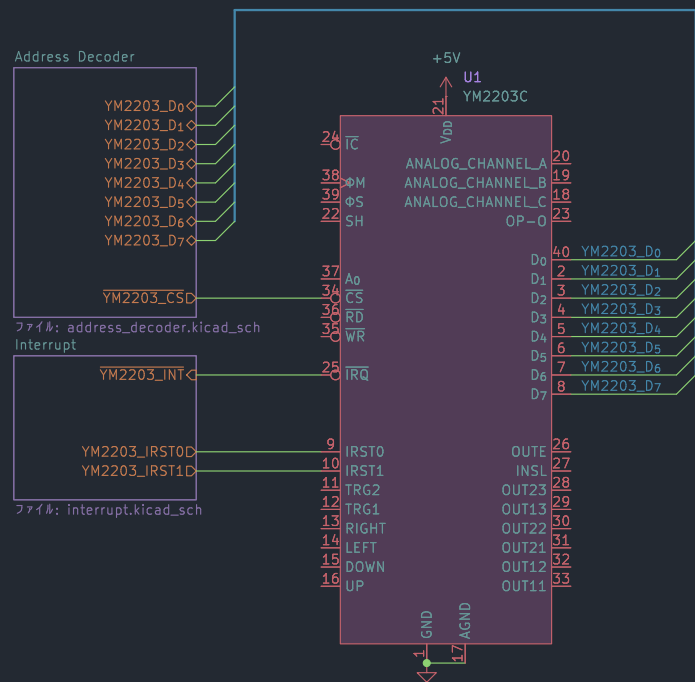 Address Decoder
YM2203_D0
YM2203_D1
YM2203_D2
YM2203_D3
YM2203_D4
YM2203_D5
YM2203_D6
YM2203_D7
YM2203_CS
ファイル: address_decoder.kicad_sch
Interrupt
YM2203_INT
YM2203_IRST0
YM2203_IRST1
ファイル: interrupt.kicad_sch
+5V
U1
YM2203C
21
VDD
24 IC
38 ΦM
39 ΦS
22 SH
37 A0
34 CS
36 RD
35 WR
25 IRQ
9 IRST0
10 IRST1
11 TRG2
12 TRG1
13 RIGHT
14 LEFT
15 DOWN
16 UP
ANALOG_CHANNEL_A 20
ANALOG_CHANNEL_B 19
ANALOG_CHANNEL_C 18
OP-O 23
D0 40 YM2203_D0
D1 2 YM2203_D1
D2 3 YM2203_D2
D3 4 YM2203_D3
D4 5 YM2203_D4
D5 6 YM2203_D5
D6 7 YM2203_D6
D7 8 YM2203_D7
OUTE 26
INSL 27
OUT23 28
OUT13 29
OUT22 30
OUT21 31
OUT12 32
OUT11 33
GND
AGND
1
17